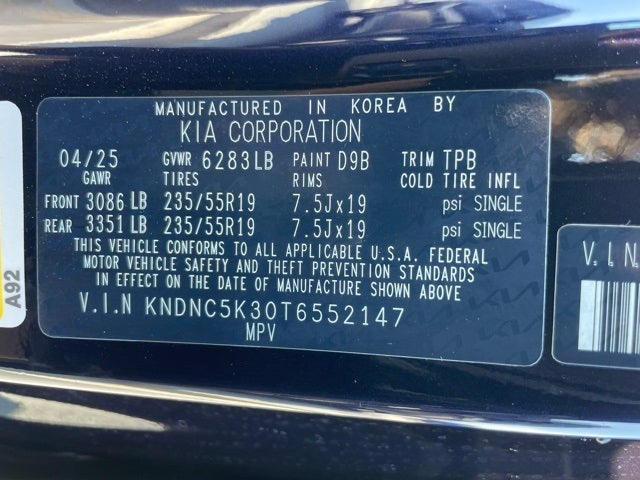 MANUFACTURED IN KOREA BY
KIA CORPORATION
04/25 GVWR 6283LB PAINT D9B TRIM TPB
GAWR TIRES RIMS COLD TIRE INFL
FRONT 3086 LB 235/55R19 7.5Jx19 psi SINGLE
REAR 3351 LB 235/55R19 7.5Jx19 psi SINGLE
THIS VEHICLE CONFORMS TO ALL APPLICABLE U.S.A. FEDERAL
MOTOR VEHICLE SAFETY AND THEFT PREVENTION STANDARDS
IN EFFECT ON THE DATE OF MANUFACTURE SHOWN ABOVE
V.I.N KNDNC5K30T6552147
MPV
A92
V.I.N